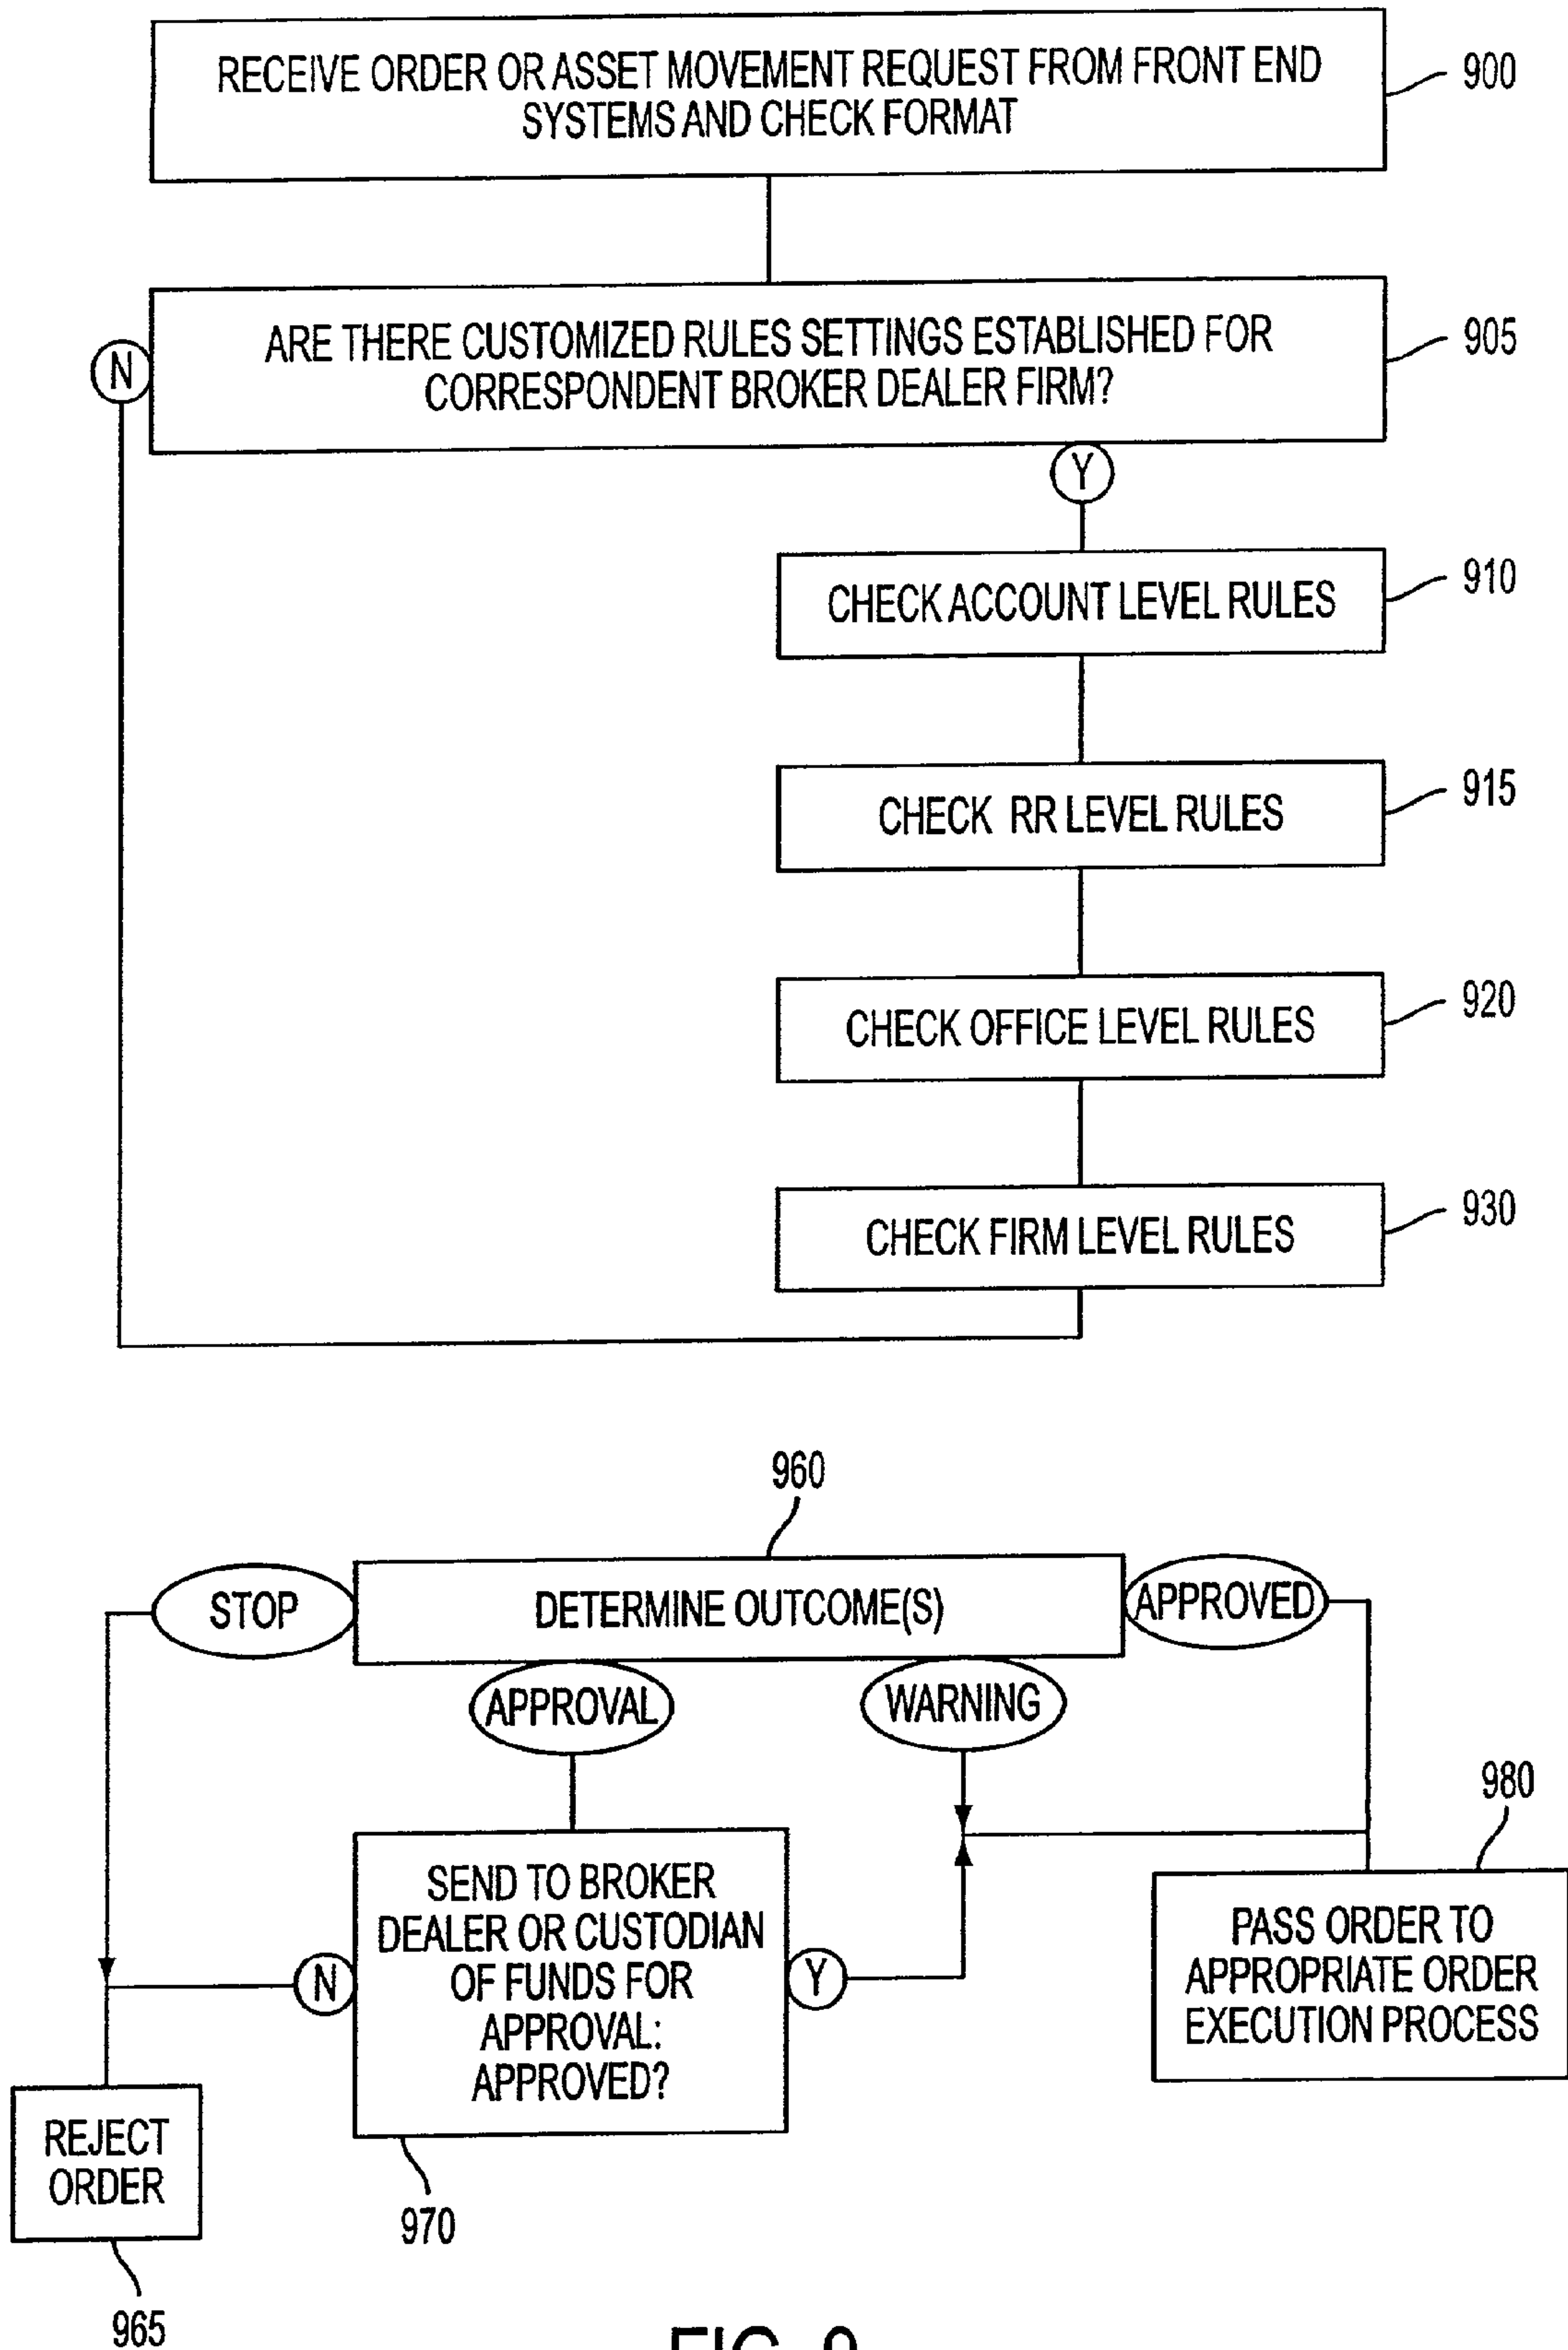 RECEIVE ORDER OR ASSET MOVEMENT REQUEST FROM FRONT END
SYSTEMS AND CHECK FORMAT
900
ARE THERE CUSTOMIZED RULES SETTINGS ESTABLISHED FOR
CORRESPONDENT BROKER DEALER FIRM?
905
N
Y
CHECK ACCOUNT LEVEL RULES
910
CHECK RR LEVEL RULES
915
CHECK OFFICE LEVEL RULES
920
CHECK FIRM LEVEL RULES
930
960
STOP
DETERMINE OUTCOME(S)
APPROVED
APPROVAL
WARNING
980
SEND TO BROKER
DEALER OR CUSTODIAN
OF FUNDS FOR
APPROVAL:
APPROVED?
N
Y
PASS ORDER TO
APPROPRIATE ORDER
EXECUTION PROCESS
REJECT
ORDER
970
965
FIG. 9